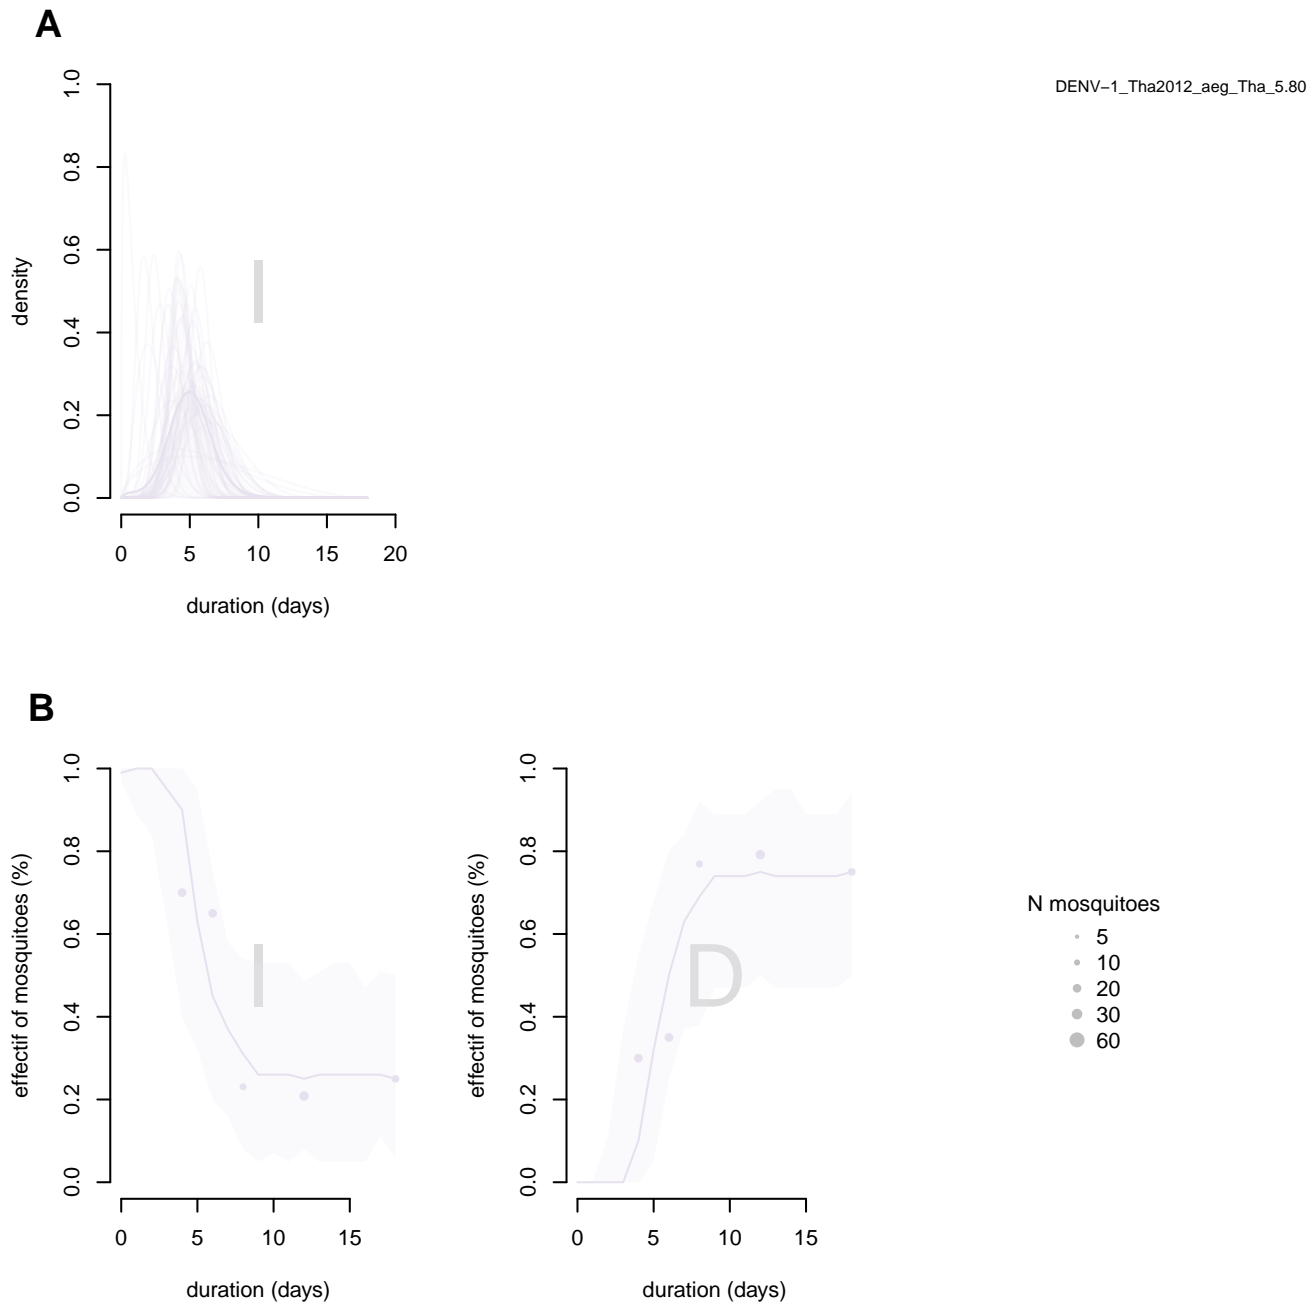 A
DENV−1_Tha2012_aeg_Tha_5.80
density
1.0
0.8
0.6
0.4
0.2
0.0
I
0 5 10 15 20
duration (days)
B
effectif of mosquitoes (%)
1.0
0.8
0.6
0.4
0.2
0.0
I
0 5 10 15
duration (days)
effectif of mosquitoes (%)
1.0
0.8
0.6
0.4
0.2
0.0
D
0 5 10 15
duration (days)
N mosquitoes
5
10
20
30
60